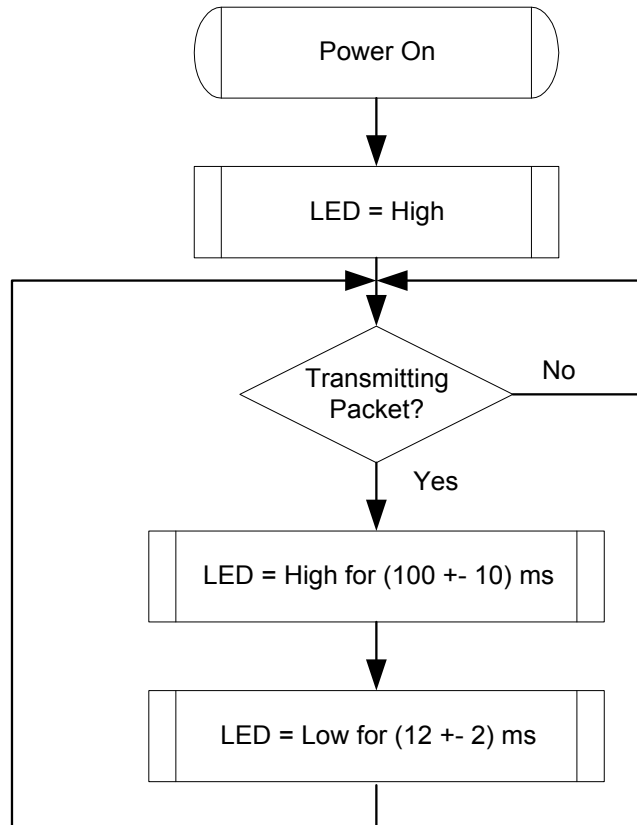 Power On
LED = High
Transmitting
Packet?
No
Yes
LED = High for (100 +- 10) ms
LED = Low for (12 +- 2) ms